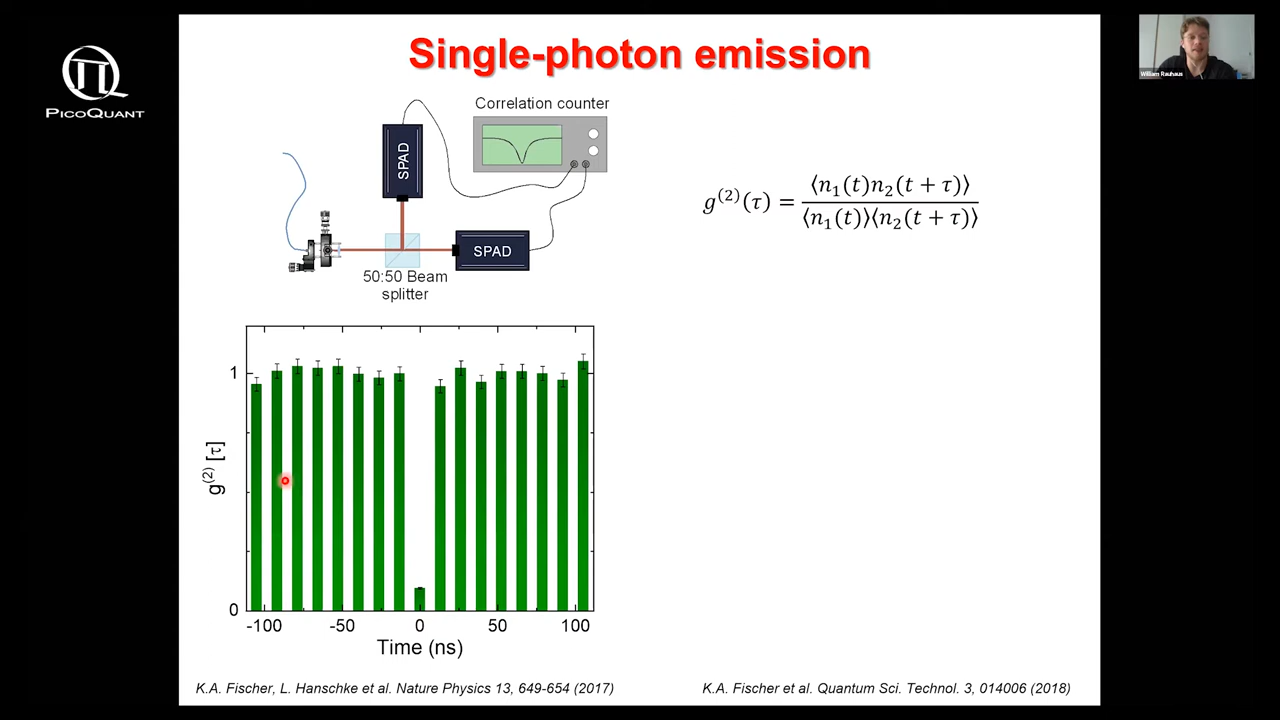 PICOQUANT
Single-photon emission
William Rauhaus
Correlation counter
SPAD
SPAD
50:50 Beam
splitter
g⁽²⁾(τ) = ⟨n₁(t)n₂(t + τ)⟩ / ⟨n₁(t)⟩⟨n₂(t + τ)⟩
g⁽²⁾ [τ]
1
0
-100 -50 0 50 100
Time (ns)
K.A. Fischer, L. Hanschke et al. Nature Physics 13, 649-654 (2017)
K.A. Fischer et al. Quantum Sci. Technol. 3, 014006 (2018)